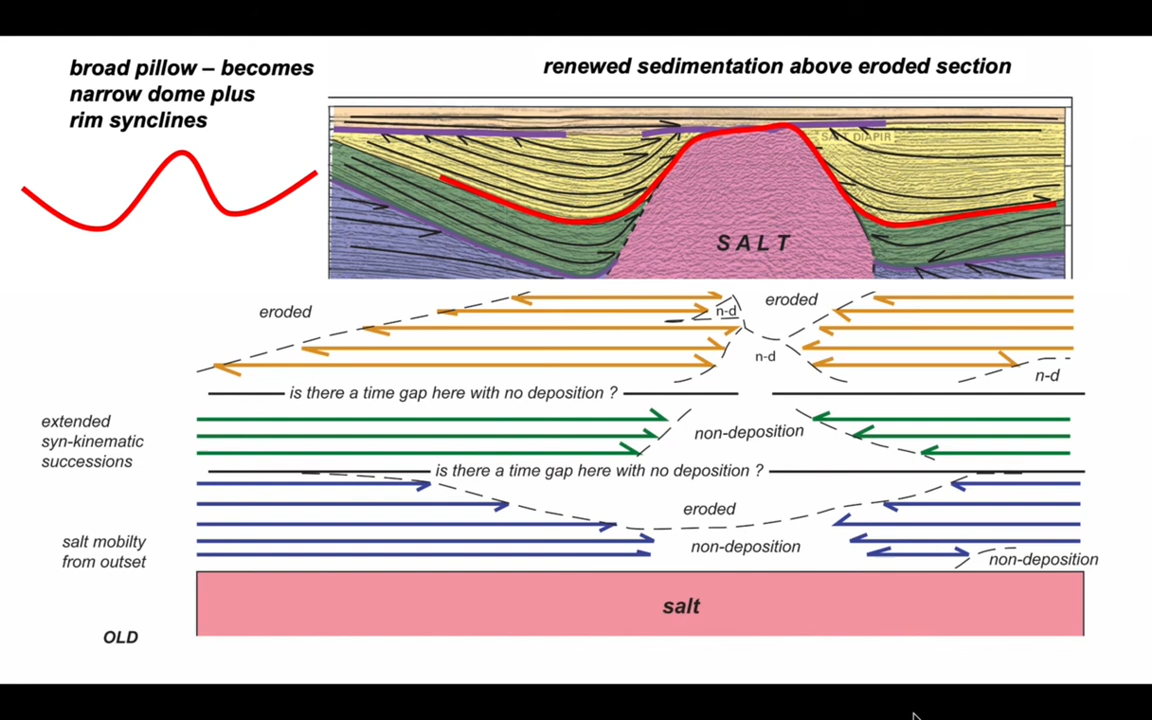 broad pillow – becomes
narrow dome plus
rim synclines
renewed sedimentation above eroded section
SALT DIAPIR
SALT
eroded
eroded
n-d
n-d
n-d
is there a time gap here with no deposition ?
extended
syn-kinematic
successions
non-deposition
is there a time gap here with no deposition ?
eroded
salt mobilty
from outset
non-deposition
non-deposition
salt
OLD